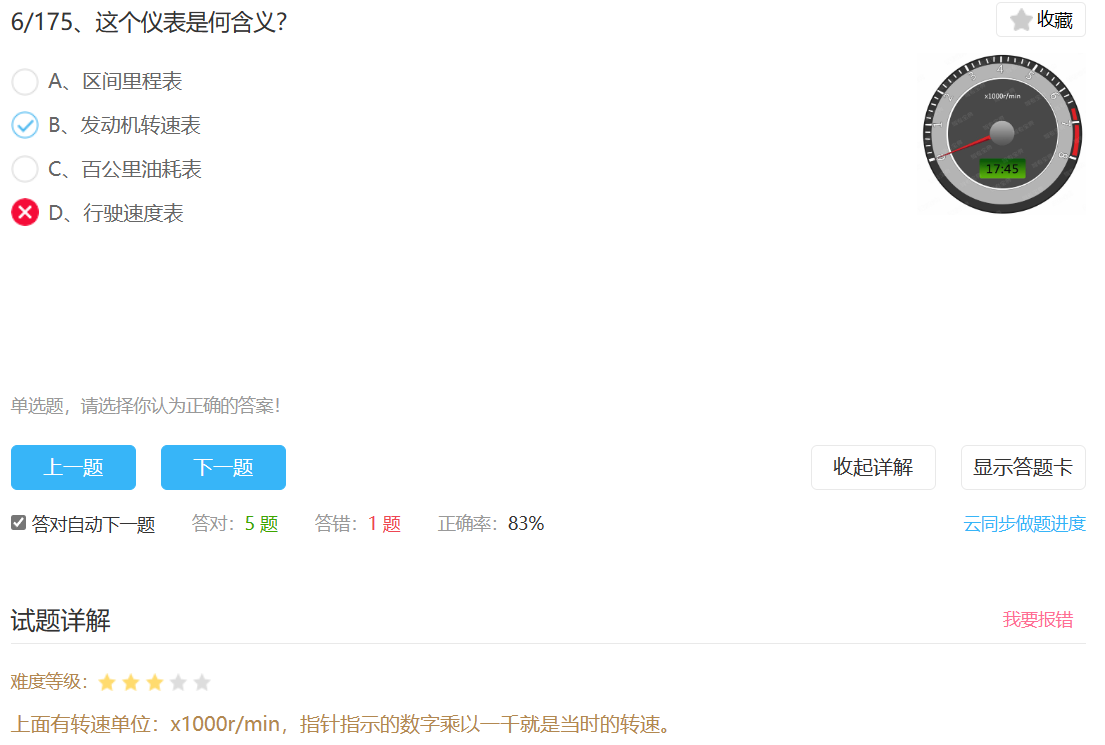 6/175、这个仪表是何含义？
收藏
A、区间里程表
B、发动机转速表
C、百公里油耗表
D、行驶速度表
0 1 2 3 4 5 6 7 8
x1000r/min
17:45
单选题，请选择你认为正确的答案！
上一题 下一题 收起详解 显示答题卡
答对自动下一题 答对：5 题 答错：1 题 正确率：83% 云同步做题进度
试题详解 我要报错
难度等级：
上面有转速单位：x1000r/min，指针指示的数字乘以一千就是当时的转速。